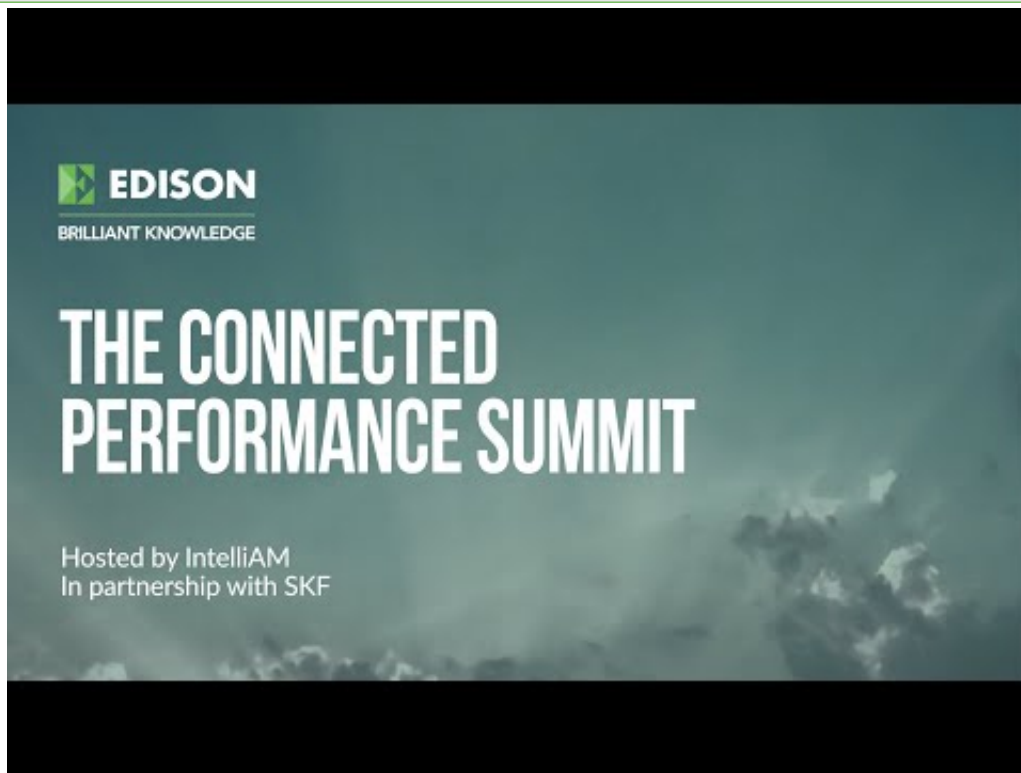 EDISON
BRILLIANT KNOWLEDGE
THE CONNECTED
PERFORMANCE SUMMIT
Hosted by IntelliAM
In partnership with SKF